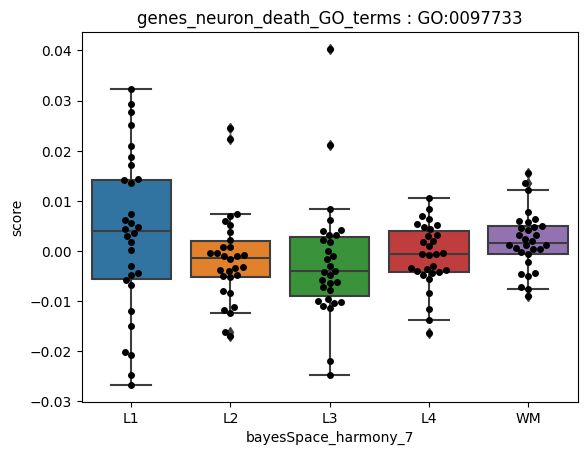 genes_neuron_death_GO_terms : GO:0097733
0.04
0.03
0.02
0.01
0.00
−0.01
−0.02
−0.03
score
L1 L2 L3 L4 WM
bayesSpace_harmony_7